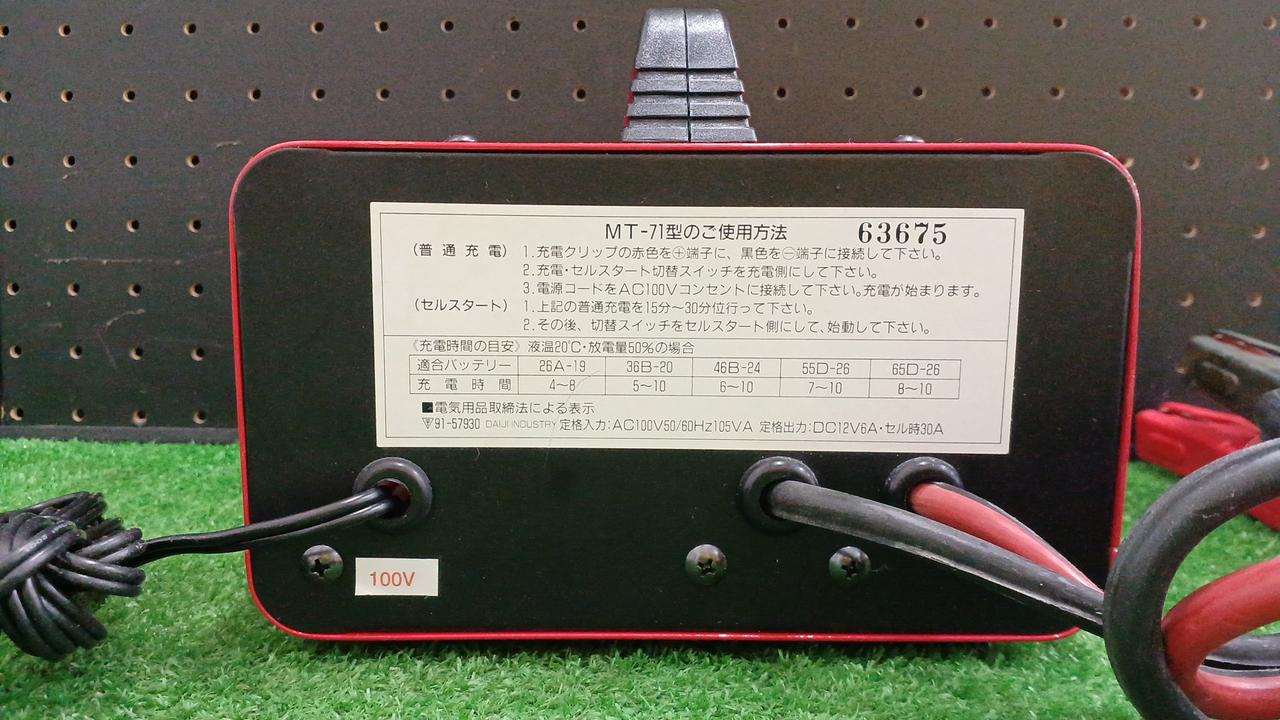 MT-71型のご使用方法 63675
(普通充電) 1.充電クリップの赤色を⊕端子に、黒色を⊖端子に接続して下さい。
2.充電・セルスタート切替スイッチを充電側にして下さい。
3.電源コードをAC100Vコンセントに接続して下さい。充電が始まります。
(セルスタート) 1.上記の普通充電を15分〜30分位行って下さい。
2.その後、切替スイッチをセルスタート側にして、始動して下さい。
《充電時間の目安》液温20℃・放電量50%の場合
適合バッテリー 26A-19 36B-20 46B-24 55D-26 65D-26
充電時間 4〜8 5〜10 6〜10 7〜10 8〜10
■電気用品取締法による表示
91-57930 DAIJI INDUSTRY 定格入力:AC100V50/60Hz105VA 定格出力:DC12V6A・セル時30A
100V